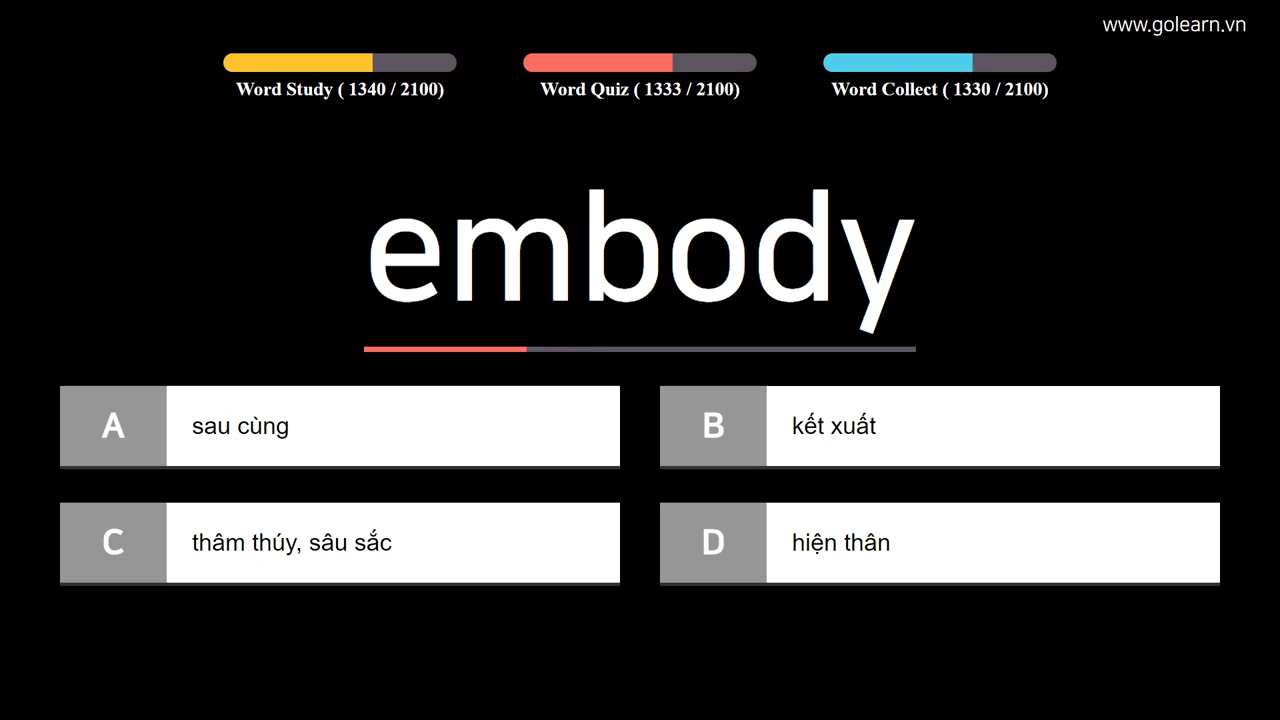 www.golearn.vn
Word Study ( 1340 / 2100)
Word Quiz ( 1333 / 2100)
Word Collect ( 1330 / 2100)
embody
A sau cùng
B kết xuất
C thâm thúy, sâu sắc
D hiện thân